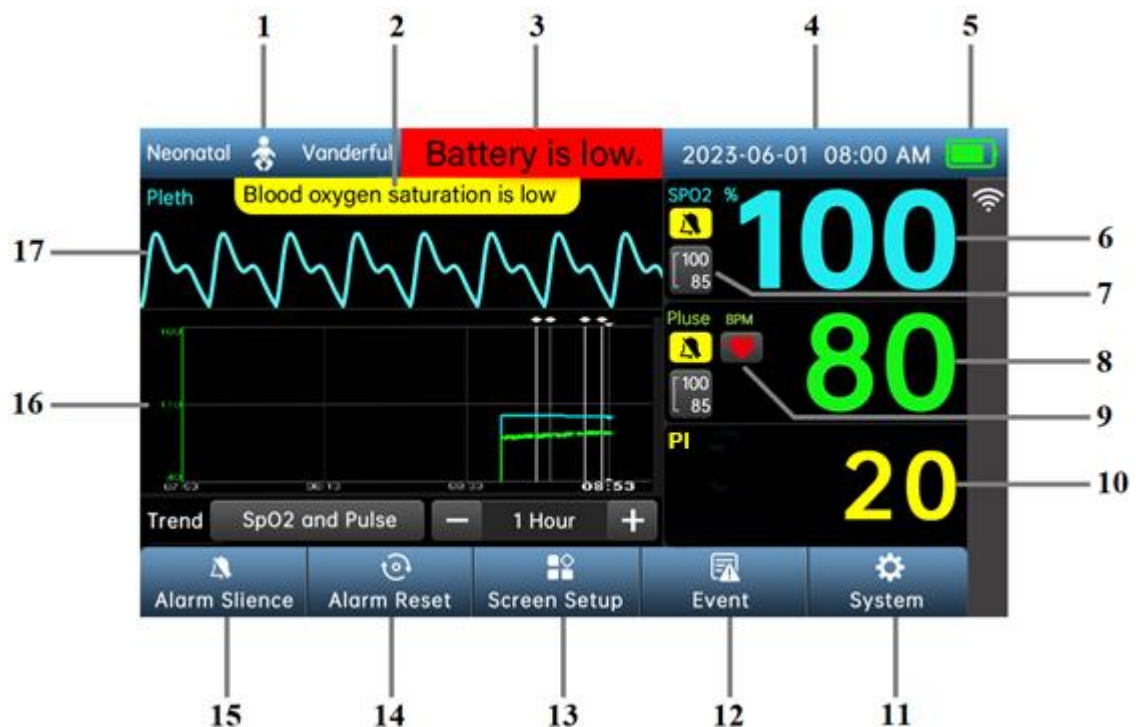 1 2 3 4 5
Neonatal Vanderful Battery is low. 2023-06-01 08:00 AM
Pleth Blood oxygen saturation is low
SPO2 % 100
100
85
6
7
17
Pluse BPM 80
100
85
8
9
16
160
110
08:53
PI 20
10
Trend SpO2 and Pulse − 1 Hour +
Alarm Slience Alarm Reset Screen Setup Event System
15 14 13 12 11